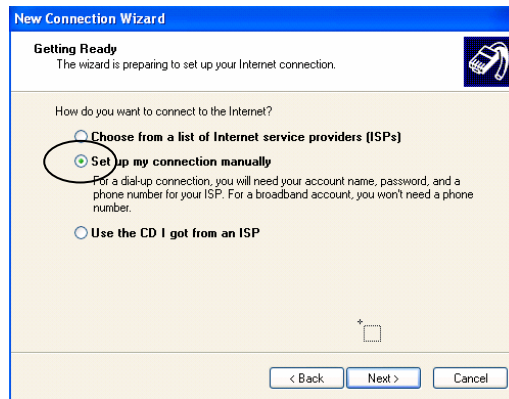 New Connection Wizard
Getting Ready
The wizard is preparing to set up your Internet connection.
How do you want to connect to the Internet?
Choose from a list of Internet service providers (ISPs)
Set up my connection manually
For a dial-up connection, you will need your account name, password, and a
phone number for your ISP. For a broadband account, you won't need a phone
number.
Use the CD I got from an ISP
< Back Next > Cancel